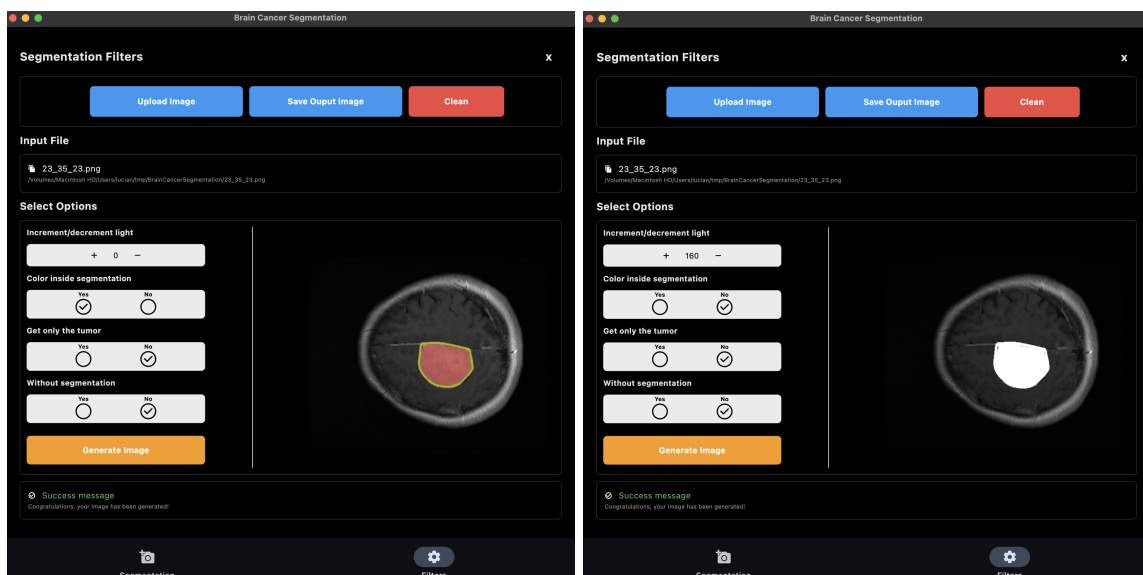 Brain Cancer Segmentation
Segmentation Filters
x
Upload Image
Save Ouput Image
Clean
Input File
23_35_23.png
/Volumes/Macintosh HD/Users/lucian/tmp/BrainCancerSegmentation/23_35_23.png
Select Options
Increment/decrement light
+ 0 −
Color inside segmentation
Yes No
Get only the tumor
Yes No
Without segmentation
Yes No
Generate Image
Success message
Congratulations, your image has been generated!
Segmentation
Filters
Brain Cancer Segmentation
Segmentation Filters
x
Upload Image
Save Ouput Image
Clean
Input File
23_35_23.png
/Volumes/Macintosh HD/Users/lucian/tmp/BrainCancerSegmentation/23_35_23.png
Select Options
Increment/decrement light
+ 160 −
Color inside segmentation
Yes No
Get only the tumor
Yes No
Without segmentation
Yes No
Generate Image
Success message
Congratulations, your image has been generated!
Segmentation
Filters